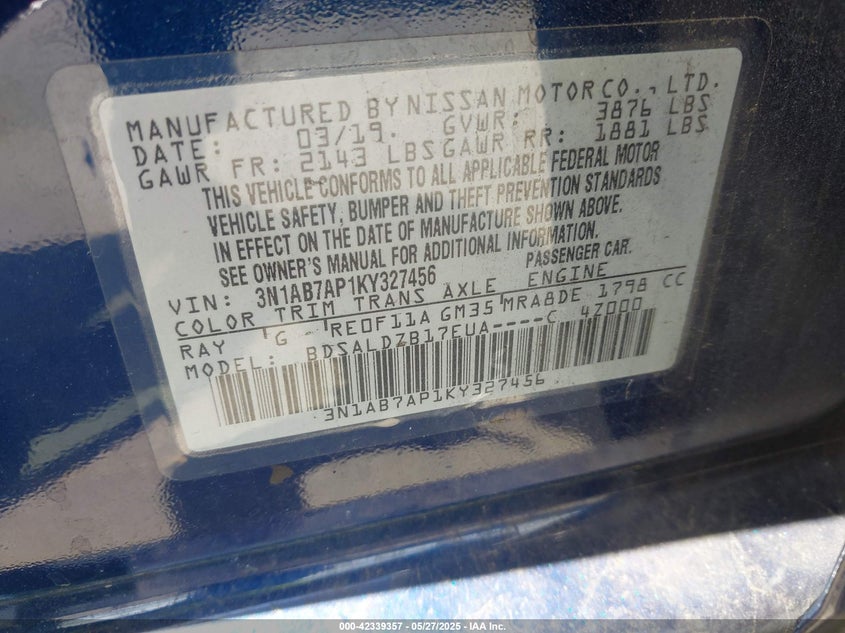 MANUFACTURED BY NISSAN MOTOR CO., LTD.
DATE: 03/19. GVWR: 3876 LBS
GAWR FR: 2143 LBS GAWR RR: 1881 LBS
THIS VEHICLE CONFORMS TO ALL APPLICABLE FEDERAL MOTOR
VEHICLE SAFETY, BUMPER AND THEFT PREVENTION STANDARDS
IN EFFECT ON THE DATE OF MANUFACTURE SHOWN ABOVE.
SEE OWNER'S MANUAL FOR ADDITIONAL INFORMATION.
VIN: 3N1AB7AP1KY327456 PASSENGER CAR.
COLOR TRIM TRANS AXLE ENGINE
RAY G RE0F11A GM35 MRA8DE 1798 CC
MODEL: BDSALDZB17EUA----C 4Z000
3N1AB7AP1KY327456
000-42339357 - 05/27/2025 - IAA Inc.